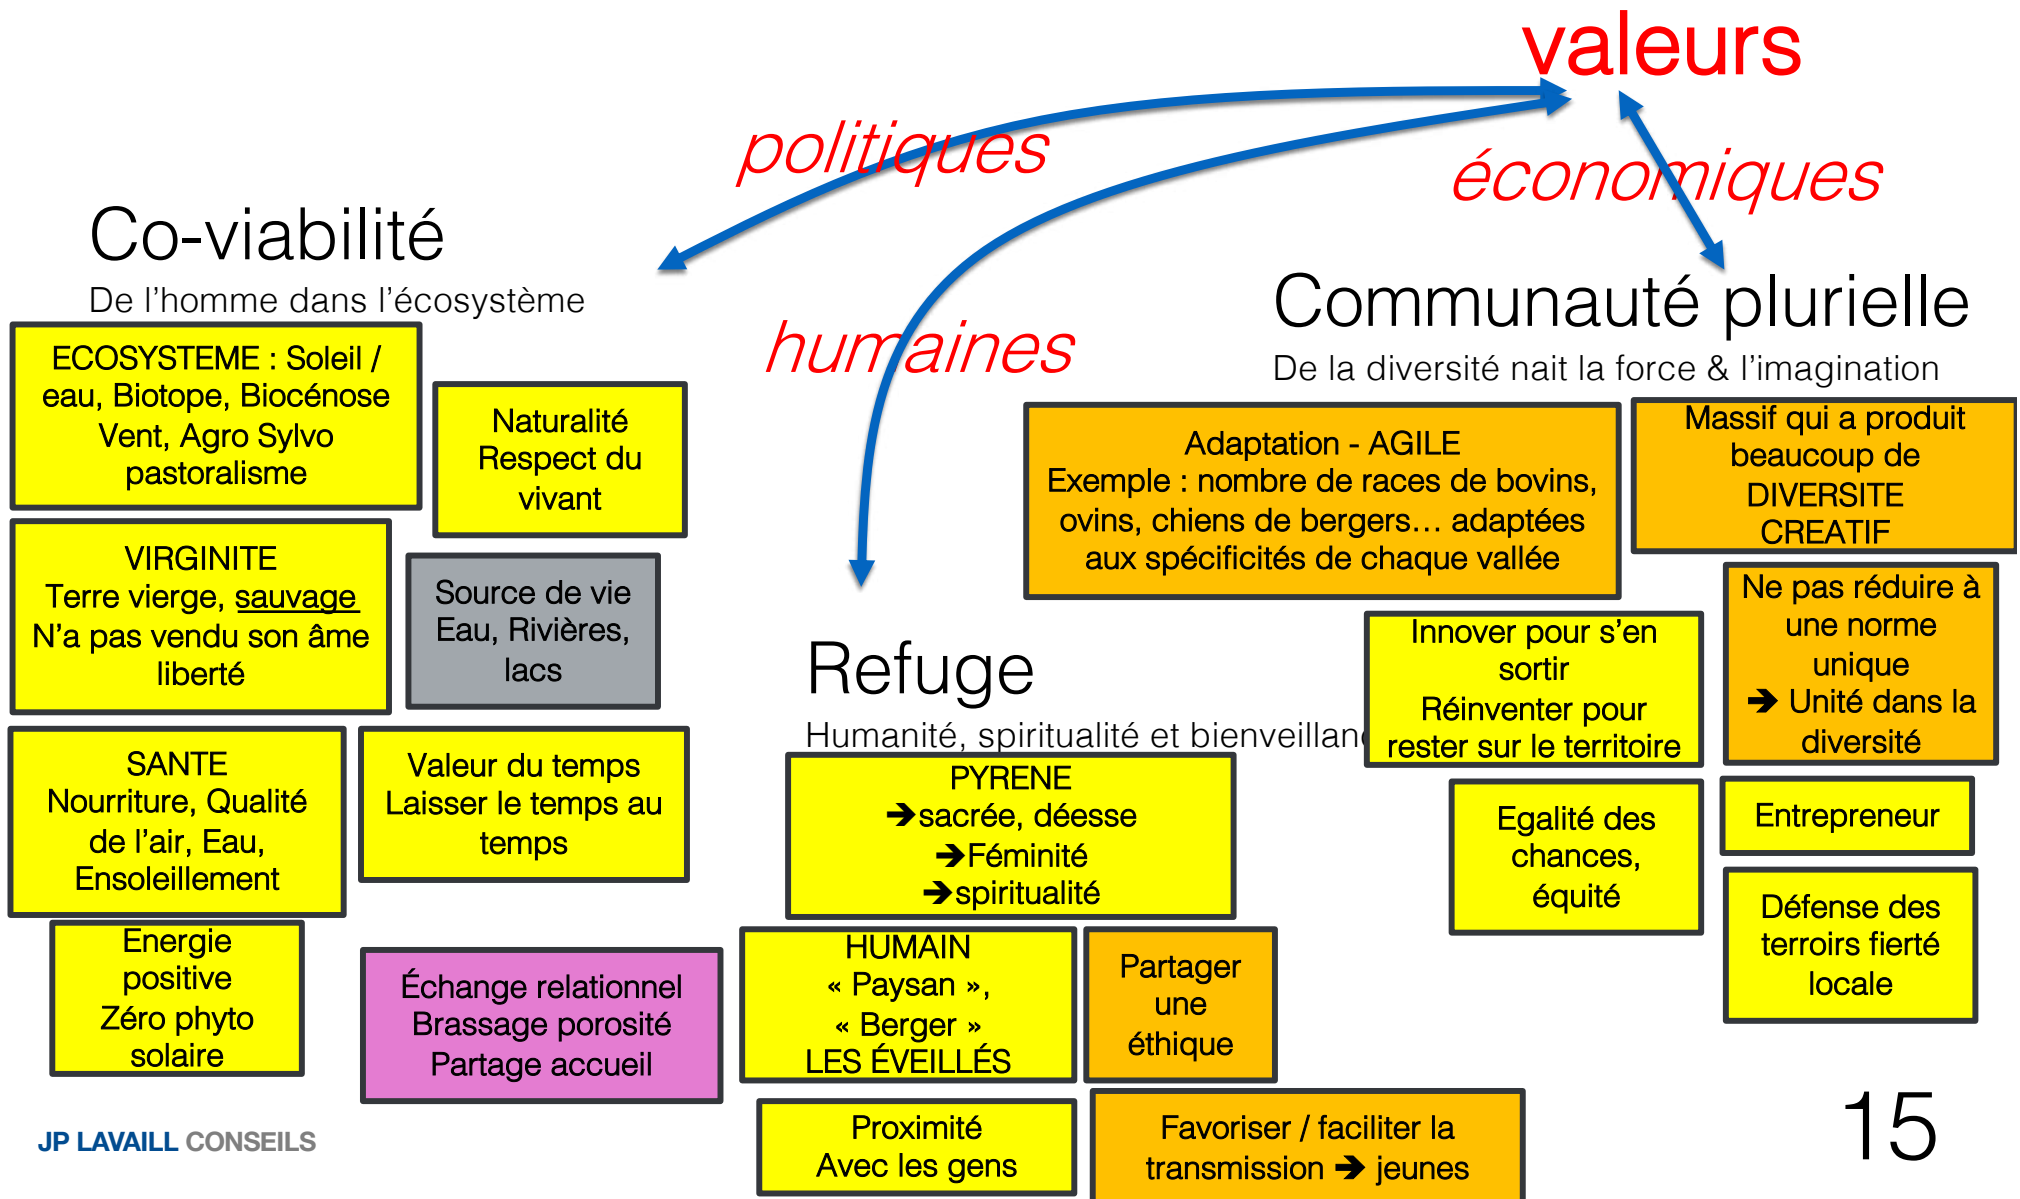 valeurs
politiques
économiques
humaines
Co-viabilité
De l'homme dans l'écosystème
ECOSYSTEME : Soleil /
eau, Biotope, Biocénose
Vent, Agro Sylvo
pastoralisme
Naturalité
Respect du
vivant
VIRGINITE
Terre vierge, sauvage
N'a pas vendu son âme
liberté
Source de vie
Eau, Rivières,
lacs
SANTE
Nourriture, Qualité
de l'air, Eau,
Ensoleillement
Valeur du temps
Laisser le temps au
temps
Energie
positive
Zéro phyto
solaire
Échange relationnel
Brassage porosité
Partage accueil
Refuge
Humanité, spiritualité et
PYRENE
➔sacrée, déesse
➔Féminité
➔spiritualité
HUMAIN
« Paysan »,
« Berger »
LES ÉVEILLÉS
Partager
une
éthique
Proximité
Avec les gens
Favoriser / faciliter la
transmission ➔ jeunes
Communauté plurielle
De la diversité nait la force & l'imagination
Adaptation - AGILE
Exemple : nombre de races de bovins,
ovins, chiens de bergers… adaptées
aux spécificités de chaque vallée
Massif qui a produit
beaucoup de
DIVERSITE
CREATIF
Innover pour s'en
sortir
Réinventer pour
rester sur le territoire
Ne pas réduire à
une norme
unique
➔ Unité dans la
diversité
Egalité des
chances,
équité
Entrepreneur
Défense des
terroirs fierté
locale
JP LAVAILL CONSEILS
15